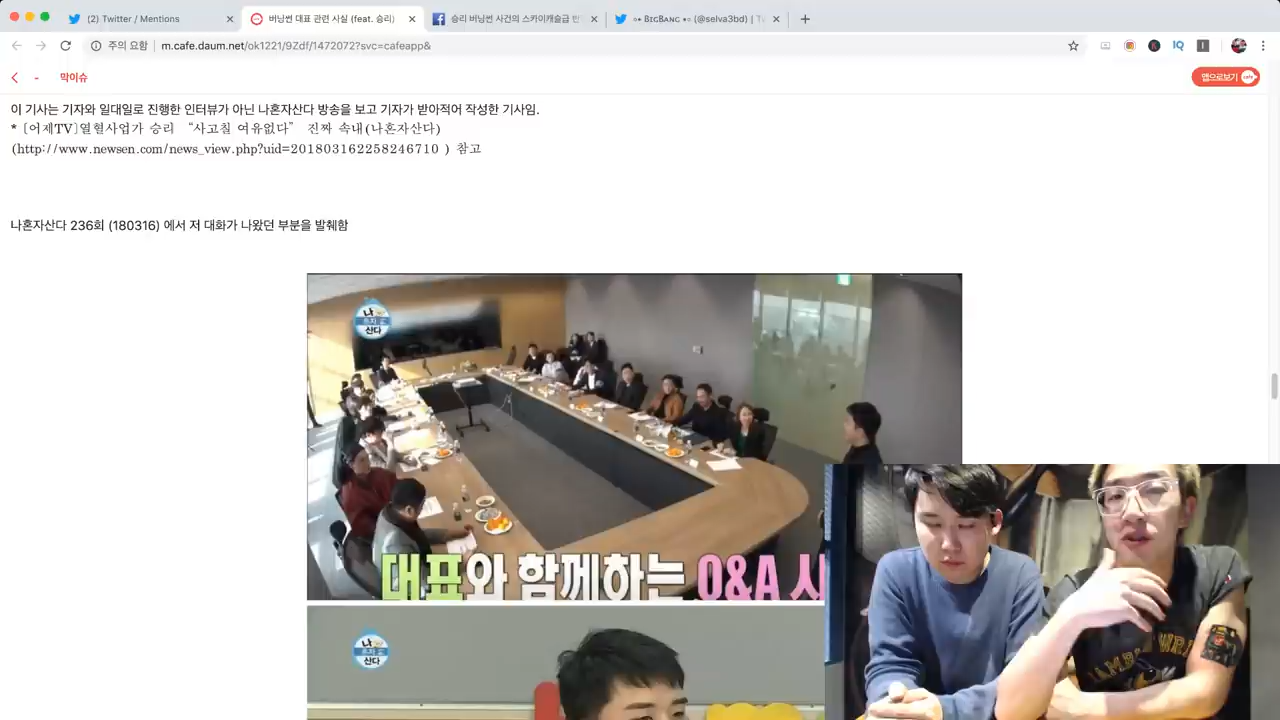 (2) Twitter / Mentions
버닝썬 대표 관련 사실 (feat. 승리)
승리 버닝썬 사건의 스카이캐슬급 반
»• BɪɢBᴀɴɢ •« (@selva3bd) | Tw
주의 요함 | m.cafe.daum.net/ok1221/9Zdf/1472072?svc=cafeapp&
IQ
막이슈
앱으로보기
이 기사는 기자와 일대일로 진행한 인터뷰가 아닌 나혼자산다 방송을 보고 기자가 받아적어 작성한 기사임.
* [어제TV]열혈사업가 승리 “사고칠 여유없다” 진짜 속내(나혼자산다)
(http://www.newsen.com/news_view.php?uid=201803162258246710 ) 참고
나혼자산다 236회 (180316) 에서 저 대화가 나왔던 부분을 발췌함
나 혼자 산다
대표와 함께하는 Q&A 시
나 혼자 산다